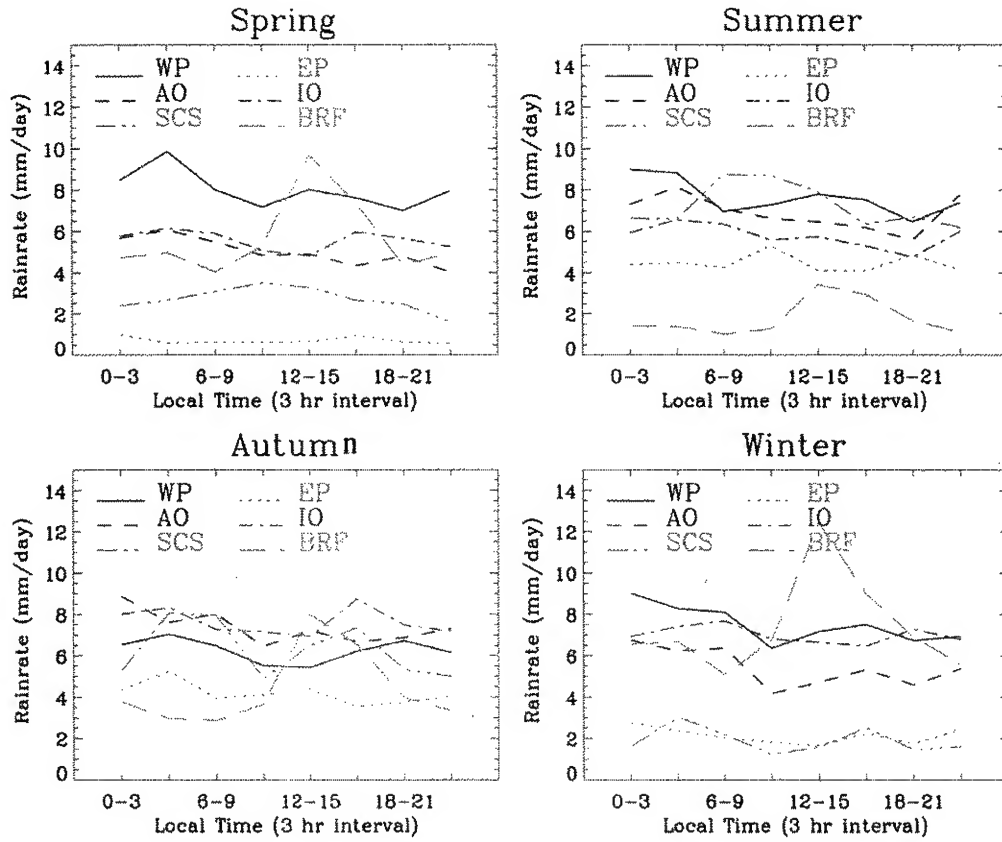 Spring
14
12
10
8
6
4
2
0
Rainrate (mm/day)
WP EP
AO IO
SCS BRF
0-3 6-9 12-15 18-21
Local Time (3 hr interval)
Summer
14
12
10
8
6
4
2
0
Rainrate (mm/day)
WP EP
AO IO
SCS BRF
0-3 6-9 12-15 18-21
Local Time (3 hr interval)
Autumn
14
12
10
8
6
4
2
0
Rainrate (mm/day)
WP EP
AO IO
SCS BRF
0-3 6-9 12-15 18-21
Local Time (3 hr interval)
Winter
14
12
10
8
6
4
2
0
Rainrate (mm/day)
WP EP
AO IO
SCS BRF
0-3 6-9 12-15 18-21
Local Time (3 hr interval)